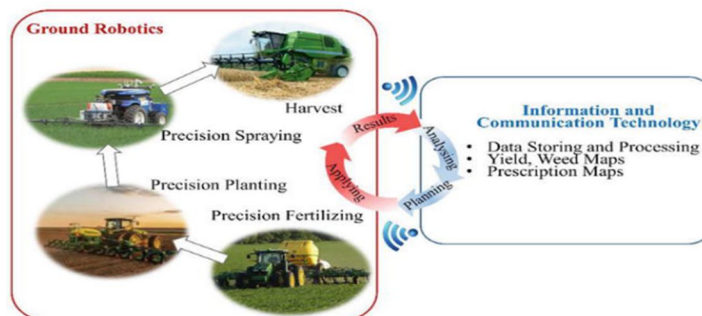 Ground Robotics
Harvest
Precision Spraying
Precision Planting
Precision Fertilizing
Results
Analysing
Planning
Applying
Information and
Communication Technology
• Data Storing and Processing
• Yield, Weed Maps
• Prescription Maps